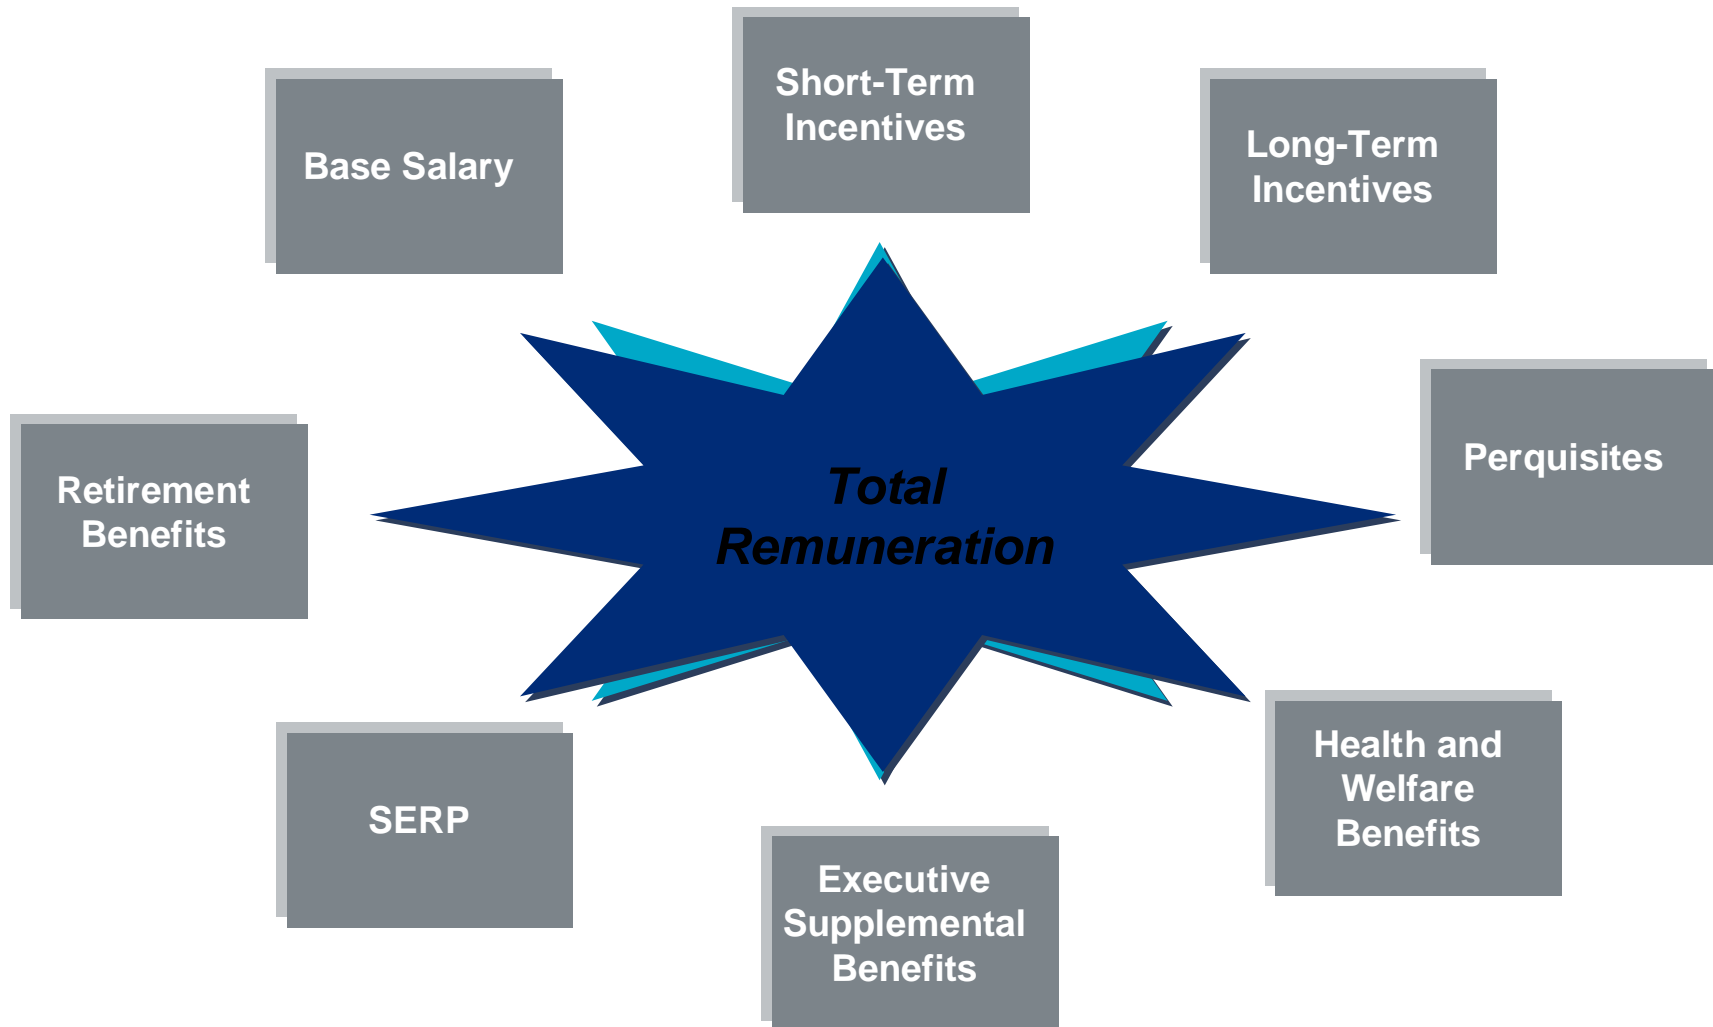 Short-Term
Incentives
Base Salary
Long-Term
Incentives
Retirement
Benefits
Total
Remuneration
Perquisites
SERP
Executive
Supplemental
Benefits
Health and
Welfare
Benefits